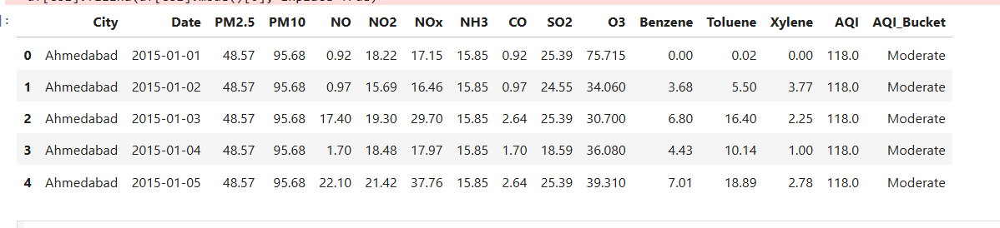 ]:
City Date PM2.5 PM10 NO NO2 NOx NH3 CO SO2 O3 Benzene Toluene Xylene AQI AQI_Bucket
0 Ahmedabad 2015-01-01 48.57 95.68 0.92 18.22 17.15 15.85 0.92 25.39 75.715 0.00 0.02 0.00 118.0 Moderate
1 Ahmedabad 2015-01-02 48.57 95.68 0.97 15.69 16.46 15.85 0.97 24.55 34.060 3.68 5.50 3.77 118.0 Moderate
2 Ahmedabad 2015-01-03 48.57 95.68 17.40 19.30 29.70 15.85 2.64 25.39 30.700 6.80 16.40 2.25 118.0 Moderate
3 Ahmedabad 2015-01-04 48.57 95.68 1.70 18.48 17.97 15.85 1.70 18.59 36.080 4.43 10.14 1.00 118.0 Moderate
4 Ahmedabad 2015-01-05 48.57 95.68 22.10 21.42 37.76 15.85 2.64 25.39 39.310 7.01 18.89 2.78 118.0 Moderate